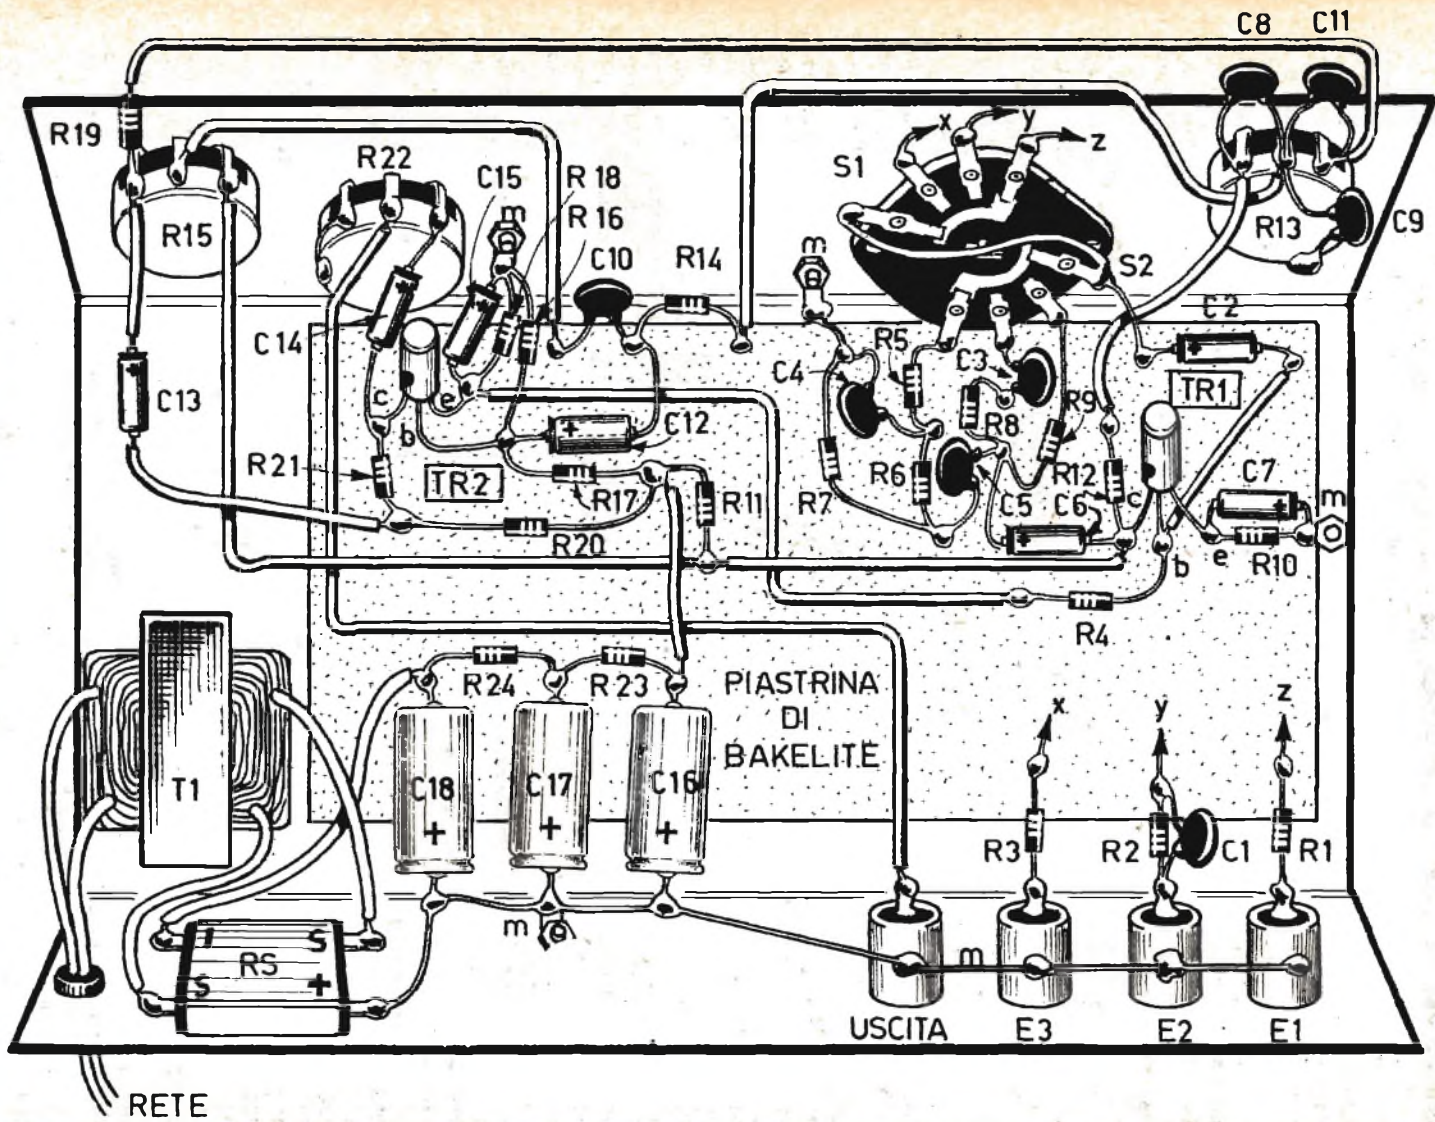 C8 C11
R19
R22
C15
R 18
R 16
m
S1
x
y
z
R15
C10
R14
m
S2
R13
C9
C14
C13
c
e
b
C12
C4
R5
C3
R8
R9
C2
TR1
R21
TR2
R17
R11
R20
R7
R6
C5
C6
R12
c
C7
m
b
e
R10
R4
T1
R24
R23
PIASTRINA
DI
BAKELITE
C18
+
C17
+
C16
+
x
y
z
R3
R2
C1
R1
m
m
I S
RS
S +
USCITA
E3
E2
E1
RETE